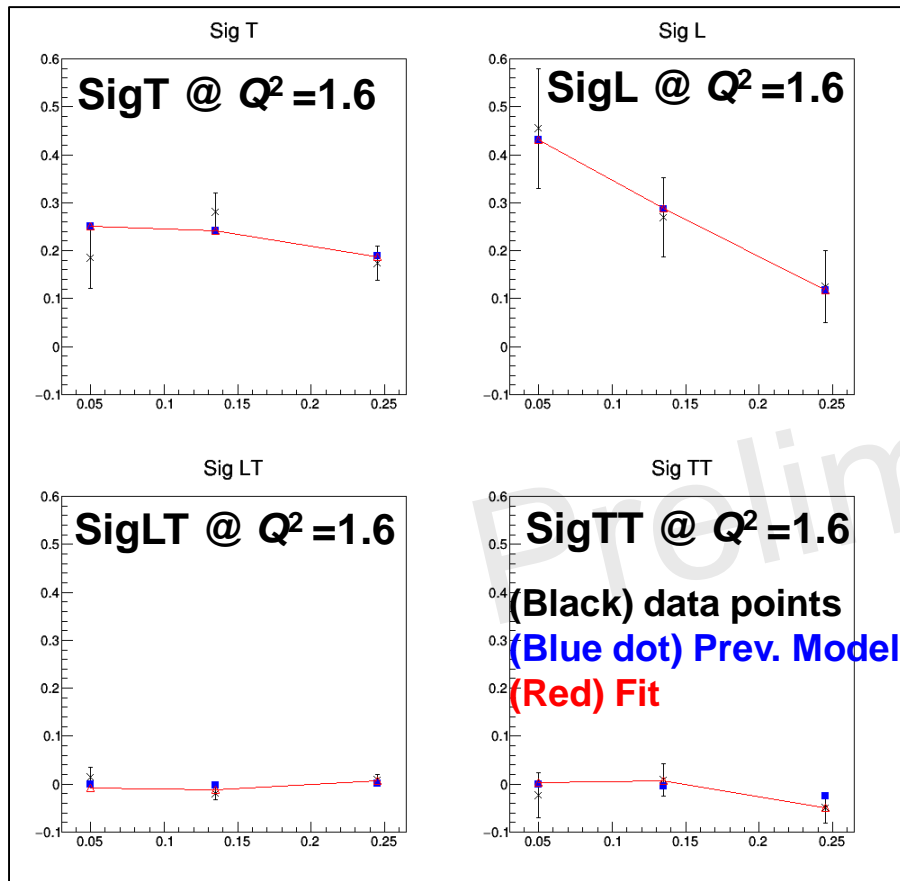 Sig T
SigT @ Q² =1.6
0.6
0.5
0.4
0.3
0.2
0.1
0
−0.1
0.05 0.1 0.15 0.2 0.25
Sig L
SigL @ Q² =1.6
0.6
0.5
0.4
0.3
0.2
0.1
0
−0.1
0.05 0.1 0.15 0.2 0.25
Sig LT
SigLT @ Q² =1.6
0.6
0.5
0.4
0.3
0.2
0.1
0
−0.1
0.05 0.1 0.15 0.2 0.25
Sig TT
SigTT @ Q² =1.6
(Black) data points
(Blue dot) Prev. Model
(Red) Fit
0.6
0.5
0.4
0.3
0.2
0.1
0
−0.1
0.05 0.1 0.15 0.2 0.25
Prelim